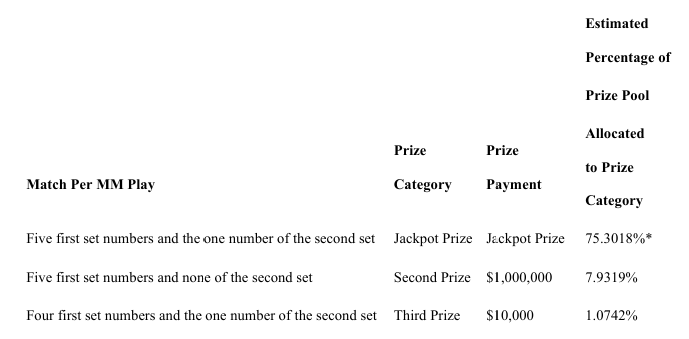 Estimated
Percentage of
Prize Pool
Allocated
Prize Prize
to Prize
Match Per MM Play Category Payment
Category
Five first set numbers and the one number of the second set Jackpot Prize Jackpot Prize 75.3018%*
Five first set numbers and none of the second set Second Prize $1,000,000 7.9319%
Four first set numbers and the one number of the second set Third Prize $10,000 1.0742%